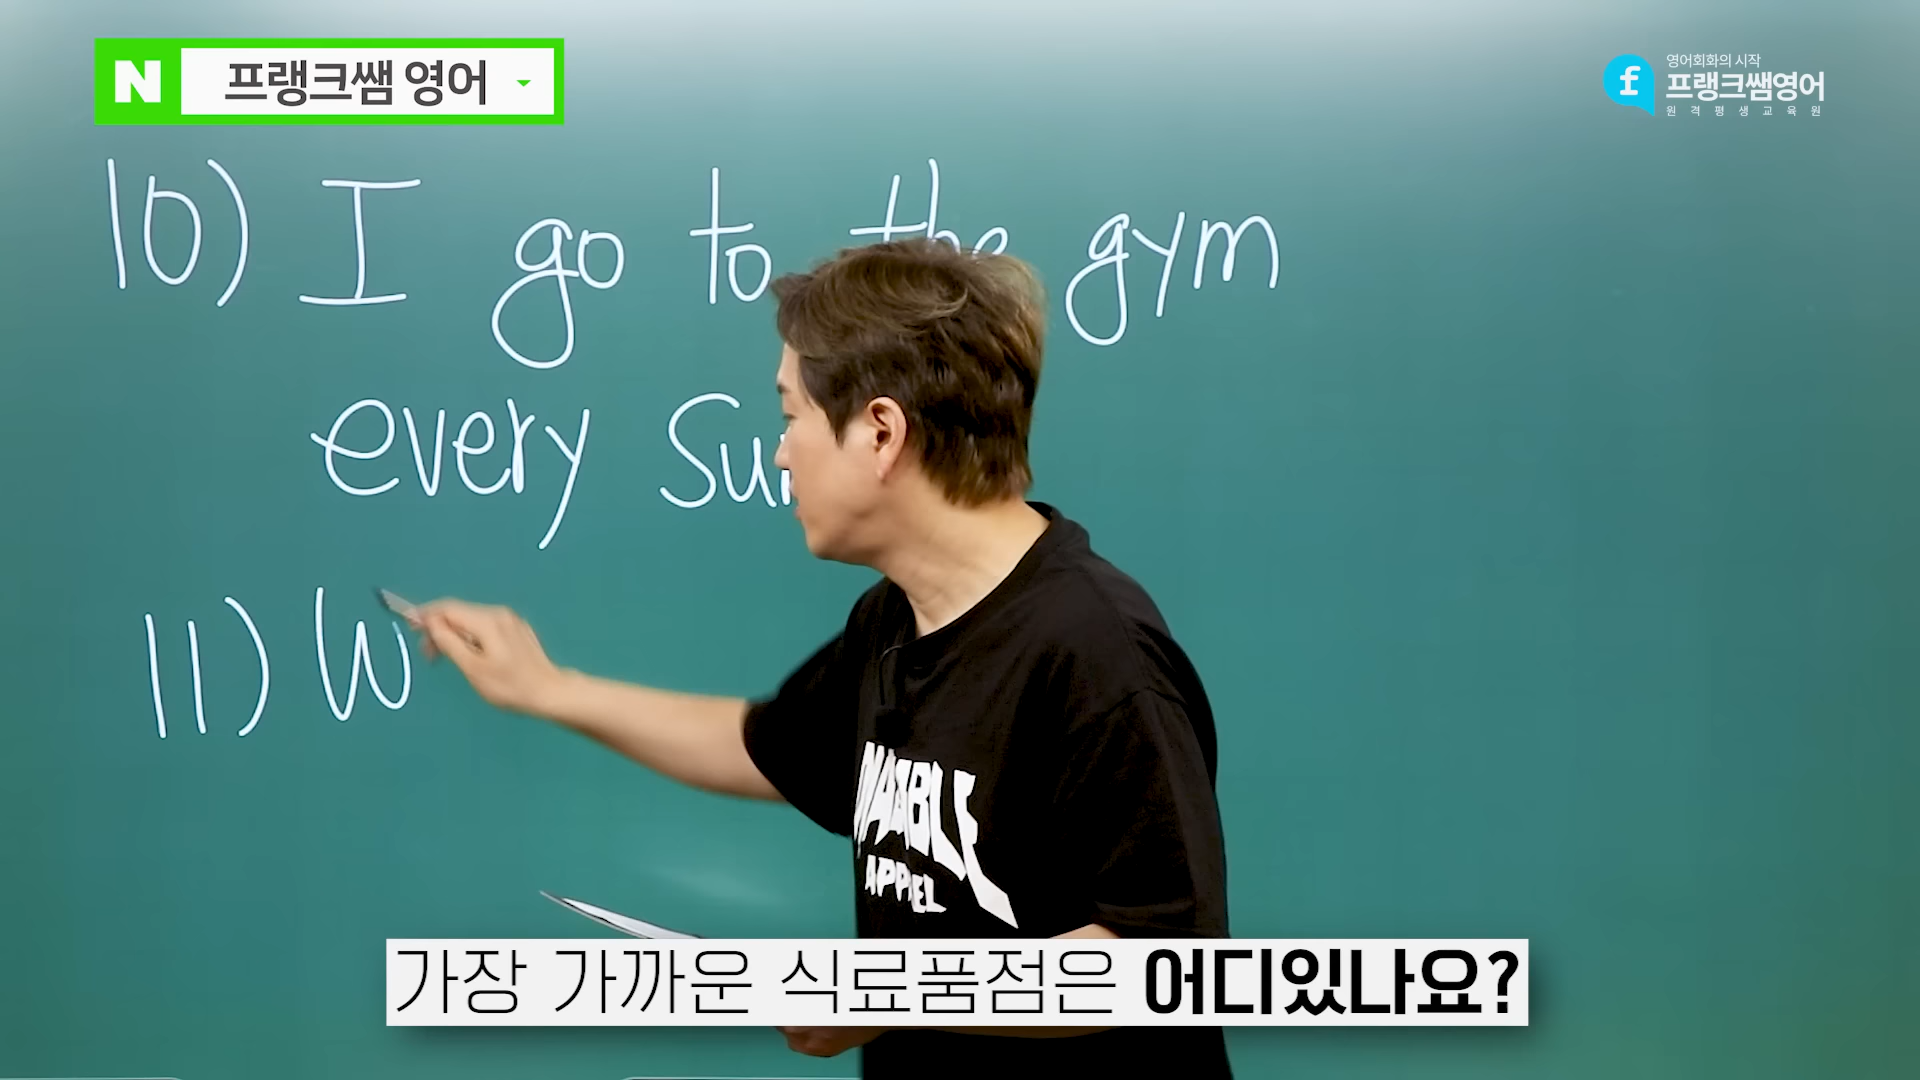 N 프랭크쌤 영어
영어회화의 시작
프랭크쌤영어
원격평생교육원
10) I go to the gym
every
11) W
가장 가까운 식료품점은 어디있나요?